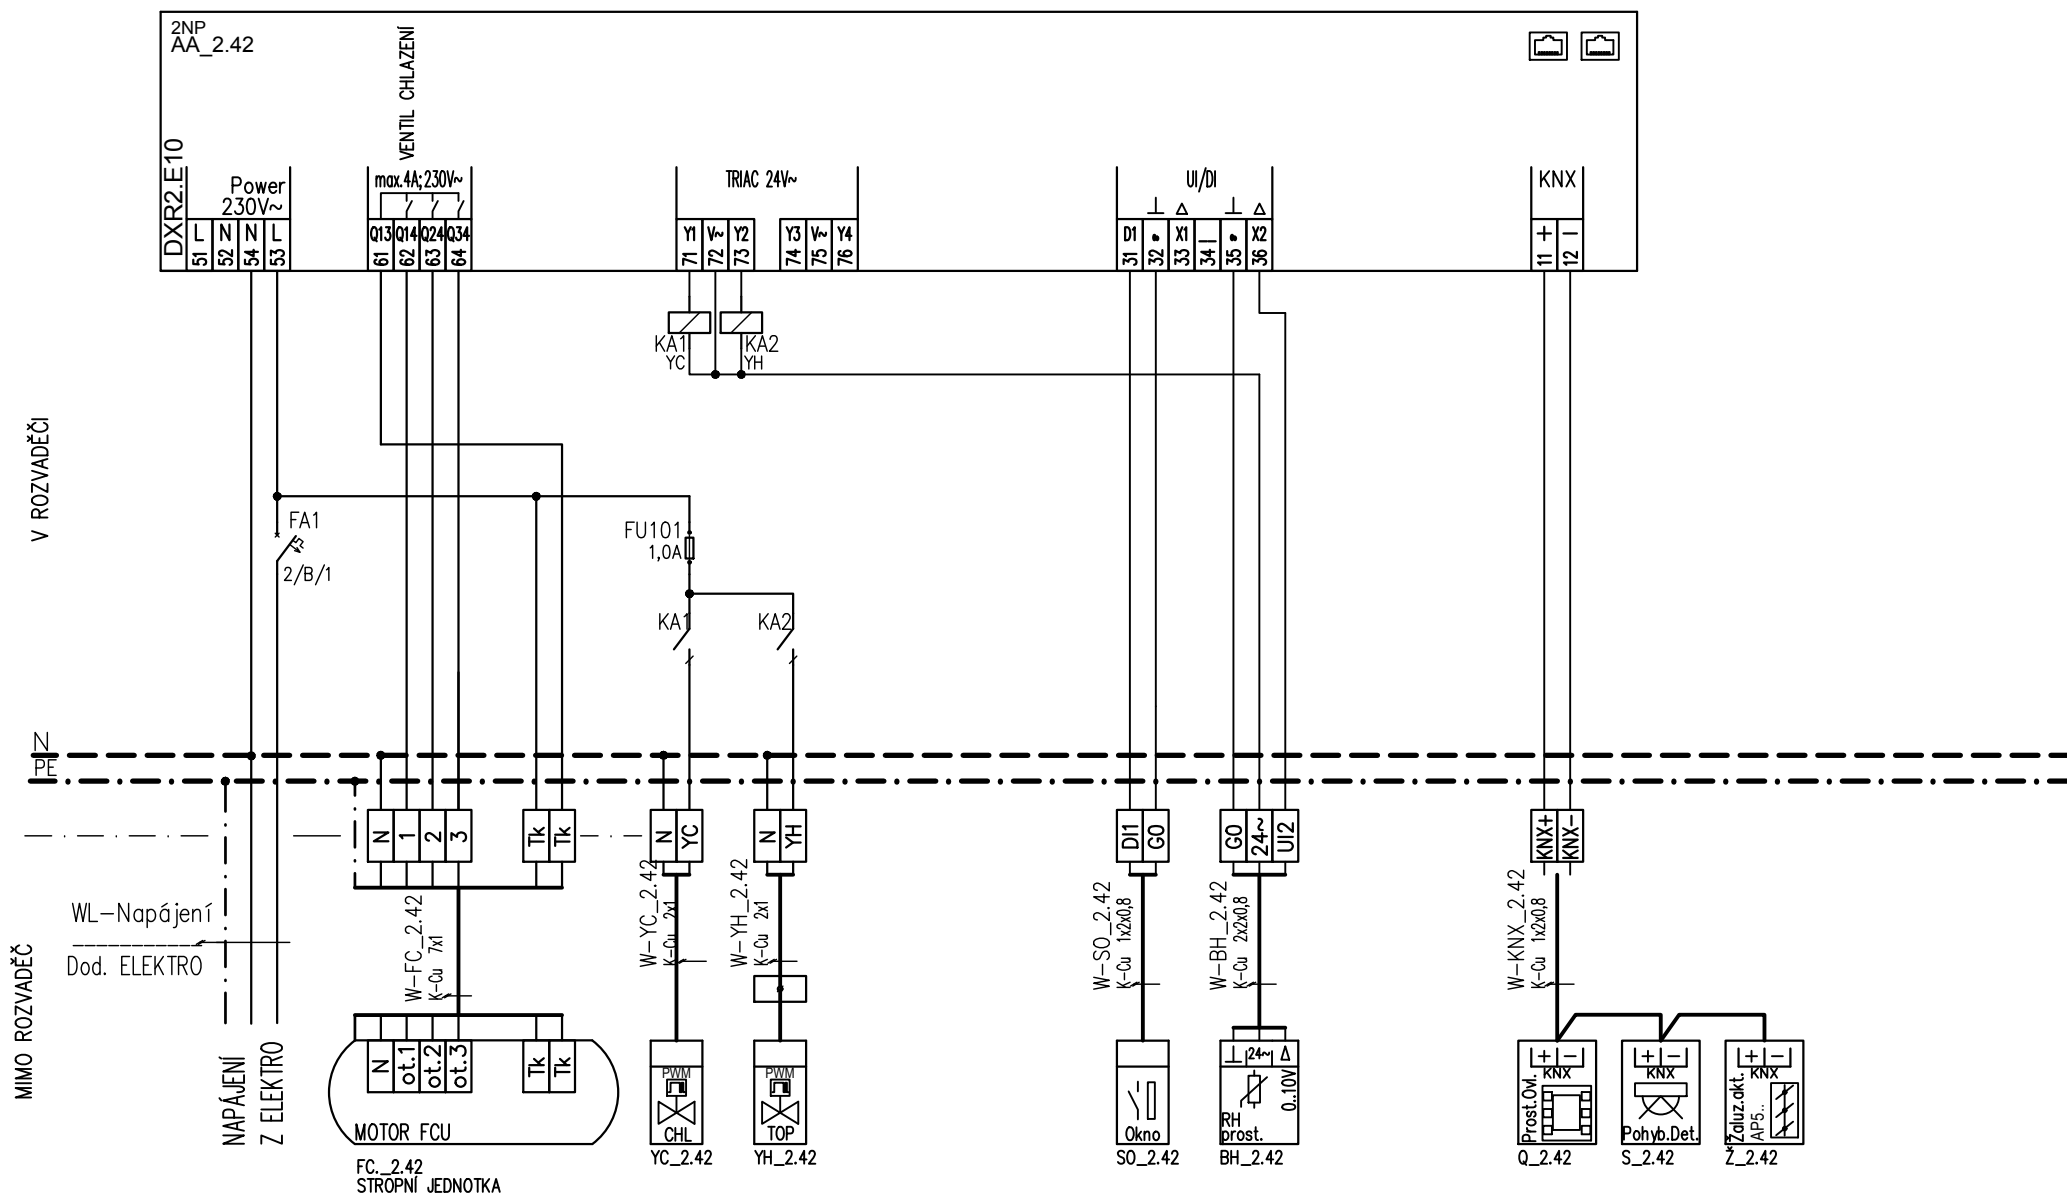 2NP
AA_2.42
DXR2.E10
VENTIL CHLAZENÍ
Power
230V~
max.4A;230V~
TRIAC 24V~
UI/DI
KNX
L N N L
51 52 54 53
Q13 Q14 Q24 Q34
61 62 63 64
Y1 V~ Y2
71 72 73
Y3 V~ Y4
74 75 76
D1 X1 X2
31 32 33 34 35 36
+ −
11 12
KA1
YC
KA2
YH
V ROZVADĚČI
FA1
2/B/1
FU101
1,0A
KA1
KA2
N
PE
N 1 2 3
Tk Tk
N YC
N YH
DI1 GO
GO 24~ UI2
KNX+ KNX-
WL-Napájení
Dod. ELEKTRO
W-FC_2.42
K-Cu 7x1
W-YC_2.42
K-Cu 2x1
W-YH_2.42
K-Cu 2x1
W-SO_2.42
K-Cu 1x2x0,8
W-BH_2.42
K-Cu 2x2x0,8
W-KNX_2.42
K-Cu 1x2x0,8
MIMO ROZVADĚČ
NAPÁJENÍ
Z ELEKTRO
N ot.1 ot.2 ot.3
Tk Tk
MOTOR FCU
FC._2.42
STROPNÍ JEDNOTKA
PWM
CHL
YC_2.42
PWM
TOP
YH_2.42
Okno
SO_2.42
24~
0..10V
RH
prost.
BH_2.42
+ −
KNX
Prost.Ovl.
Q_2.42
+ −
KNX
Pohyb.Det.
S_2.42
+ −
KNX
Žaluz.akt.
AP5..
Ž_2.42